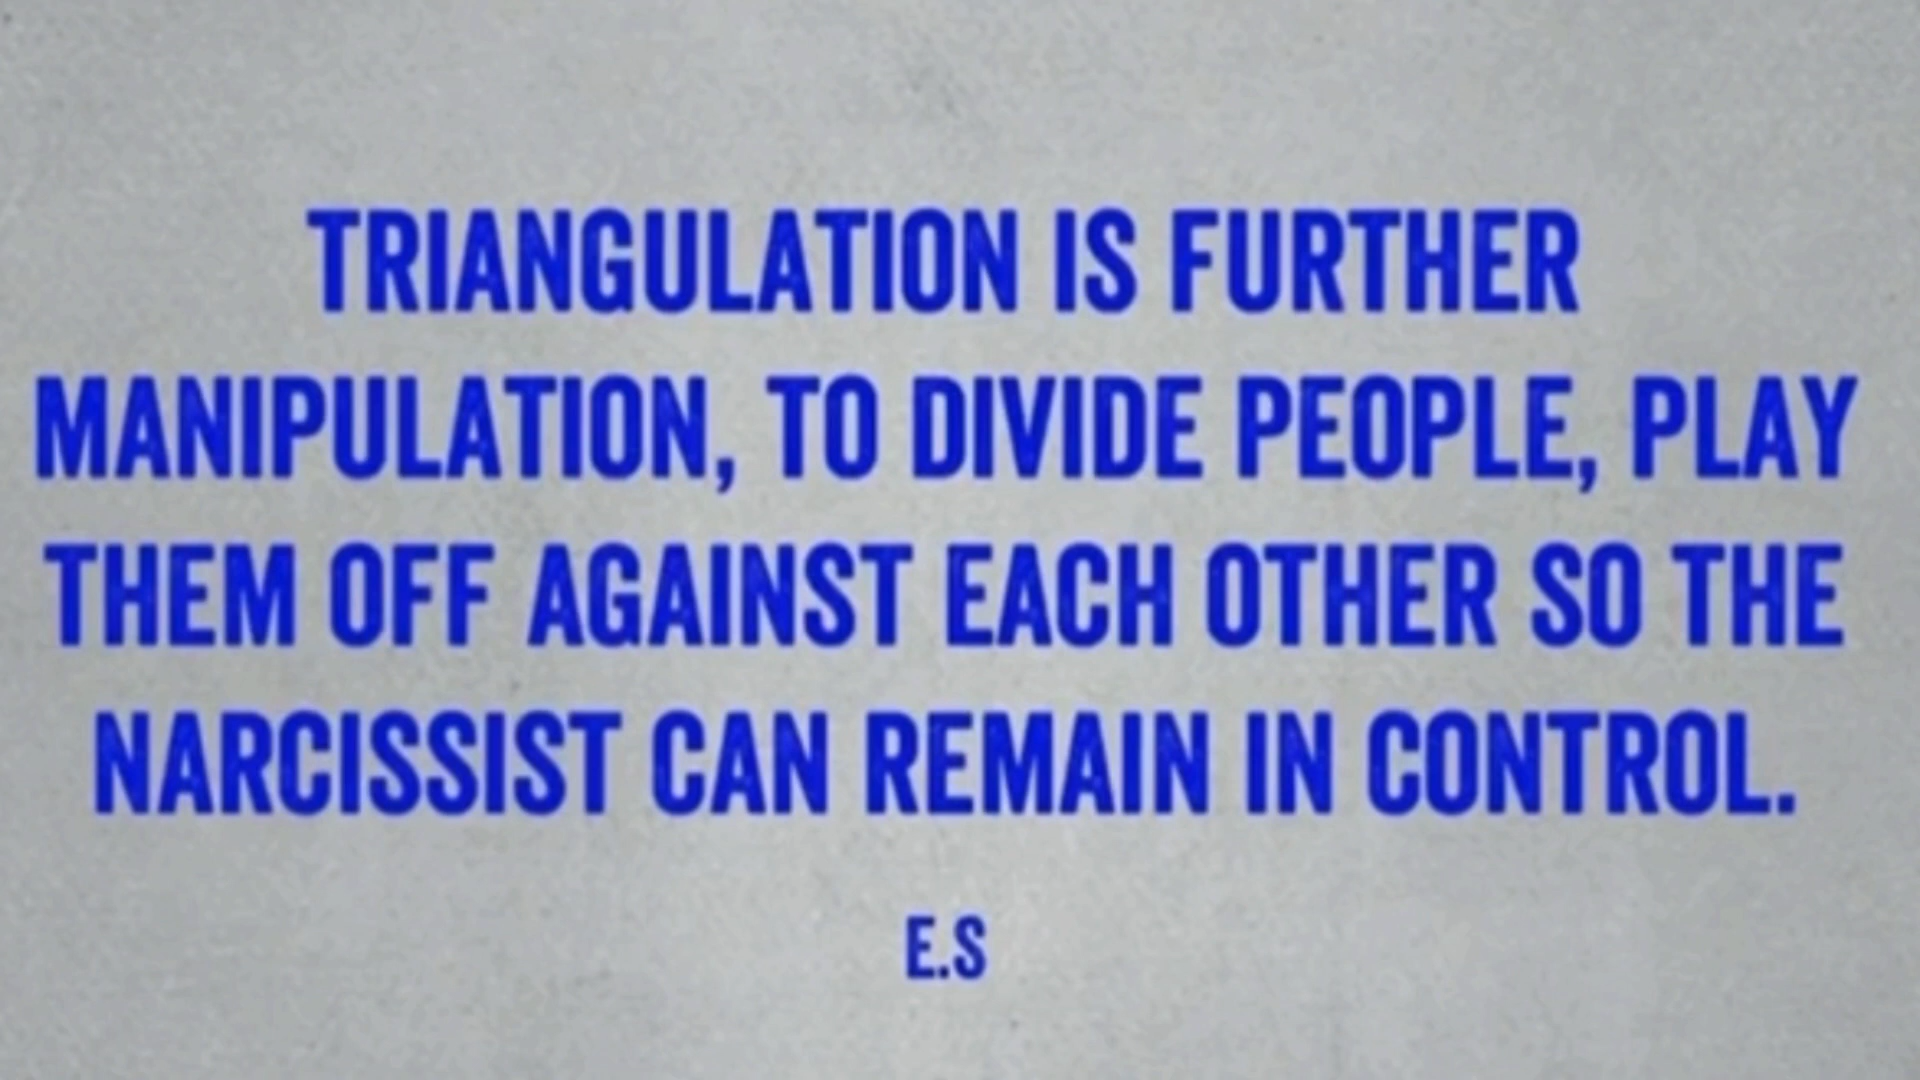 TRIANGULATION IS FURTHER
MANIPULATION, TO DIVIDE PEOPLE, PLAY
THEM OFF AGAINST EACH OTHER SO THE
NARCISSIST CAN REMAIN IN CONTROL.
E.S